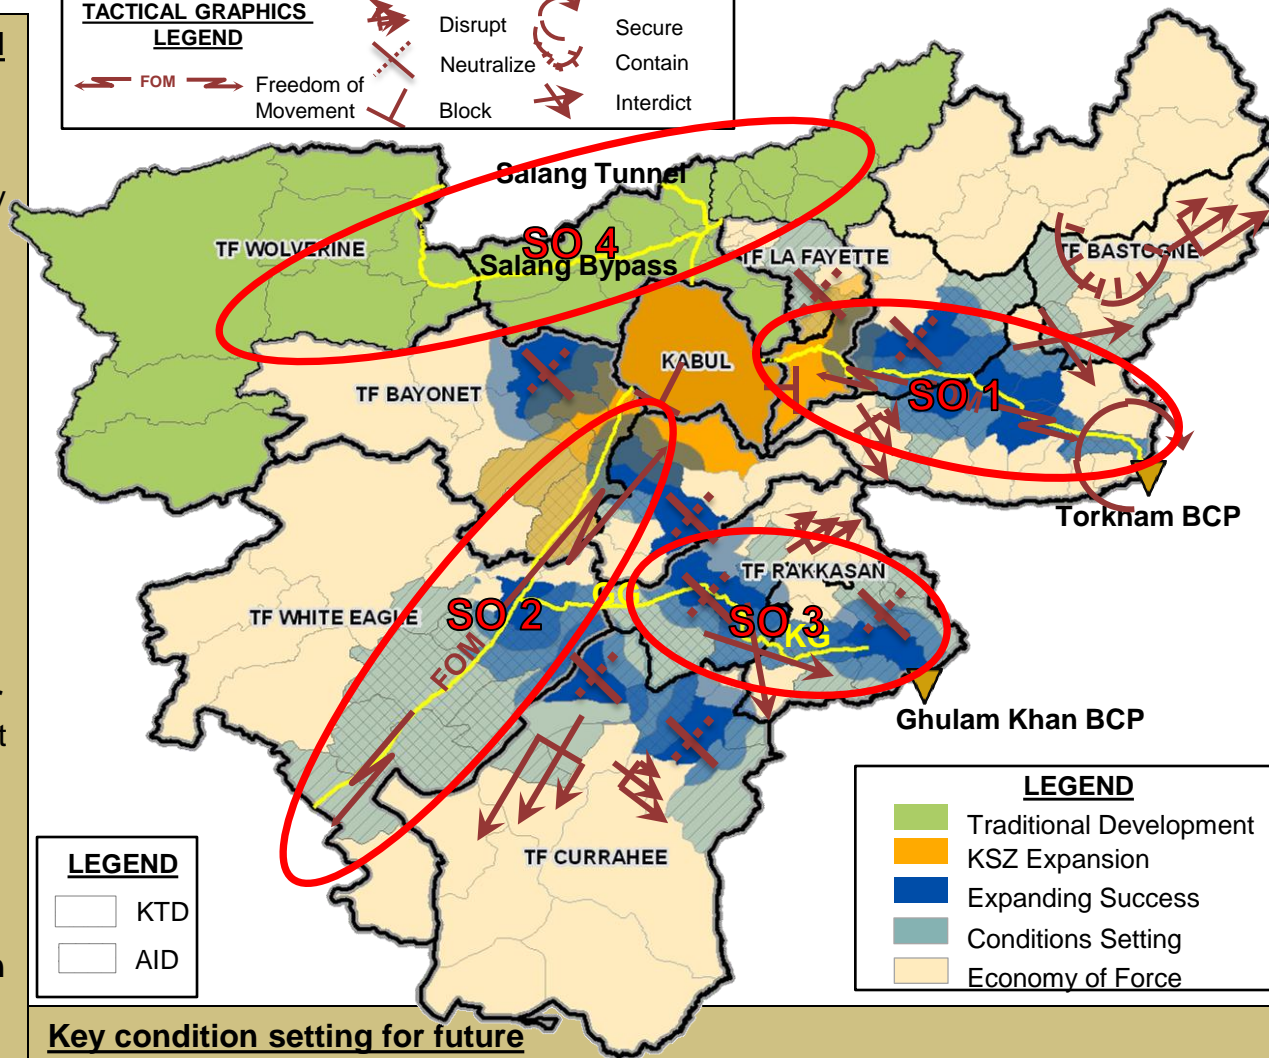 TACTICAL GRAPHICS
LEGEND
FOM
Freedom of
Movement
Disrupt
Neutralize
Block
Secure
Contain
Interdict
Salang Tunnel
TF WOLVERINE
SO 4
Salang Bypass
TF LA FAYETTE
TF BASTOGNE
KABUL
TF BAYONET
SO 1
Torkham BCP
TF RAKKASAN
TF WHITE EAGLE
SO 2
SO 3
KG
FOM
Ghulam Khan BCP
TF CURRAHEE
LEGEND
KTD
AID
LEGEND
Traditional Development
KSZ Expansion
Expanding Success
Conditions Setting
Economy of Force
Key condition setting for future